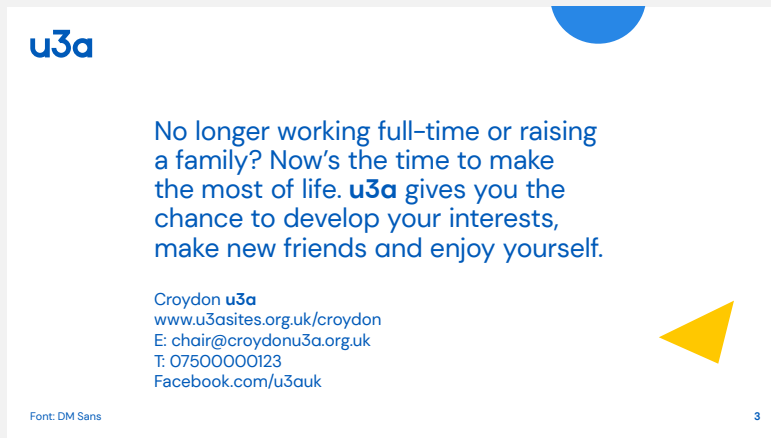 u3a
No longer working full-time or raising
a family? Now's the time to make
the most of life. u3a gives you the
chance to develop your interests,
make new friends and enjoy yourself.
Croydon u3a
www.u3asites.org.uk/croydon
E: chair@croydonu3a.org.uk
T: 07500000123
Facebook.com/u3auk
Font: DM Sans
3